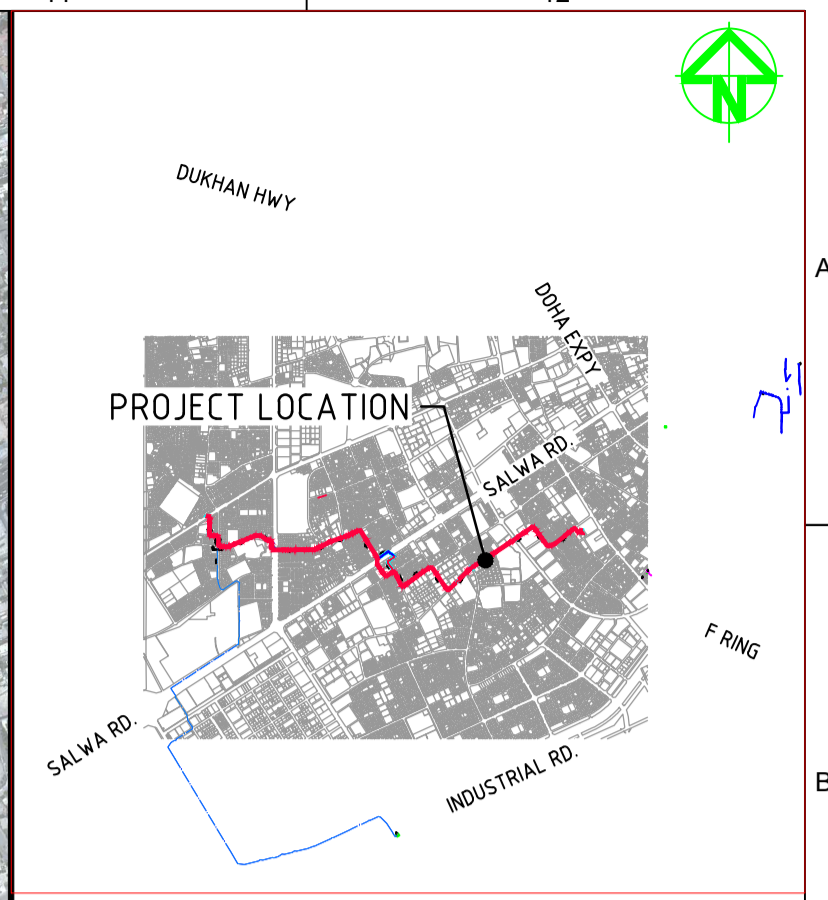 N
DUKHAN HWY
A
DOHA EXPY
PROJECT LOCATION
SALWA RD.
F RING
SALWA RD.
INDUSTRIAL RD.
B